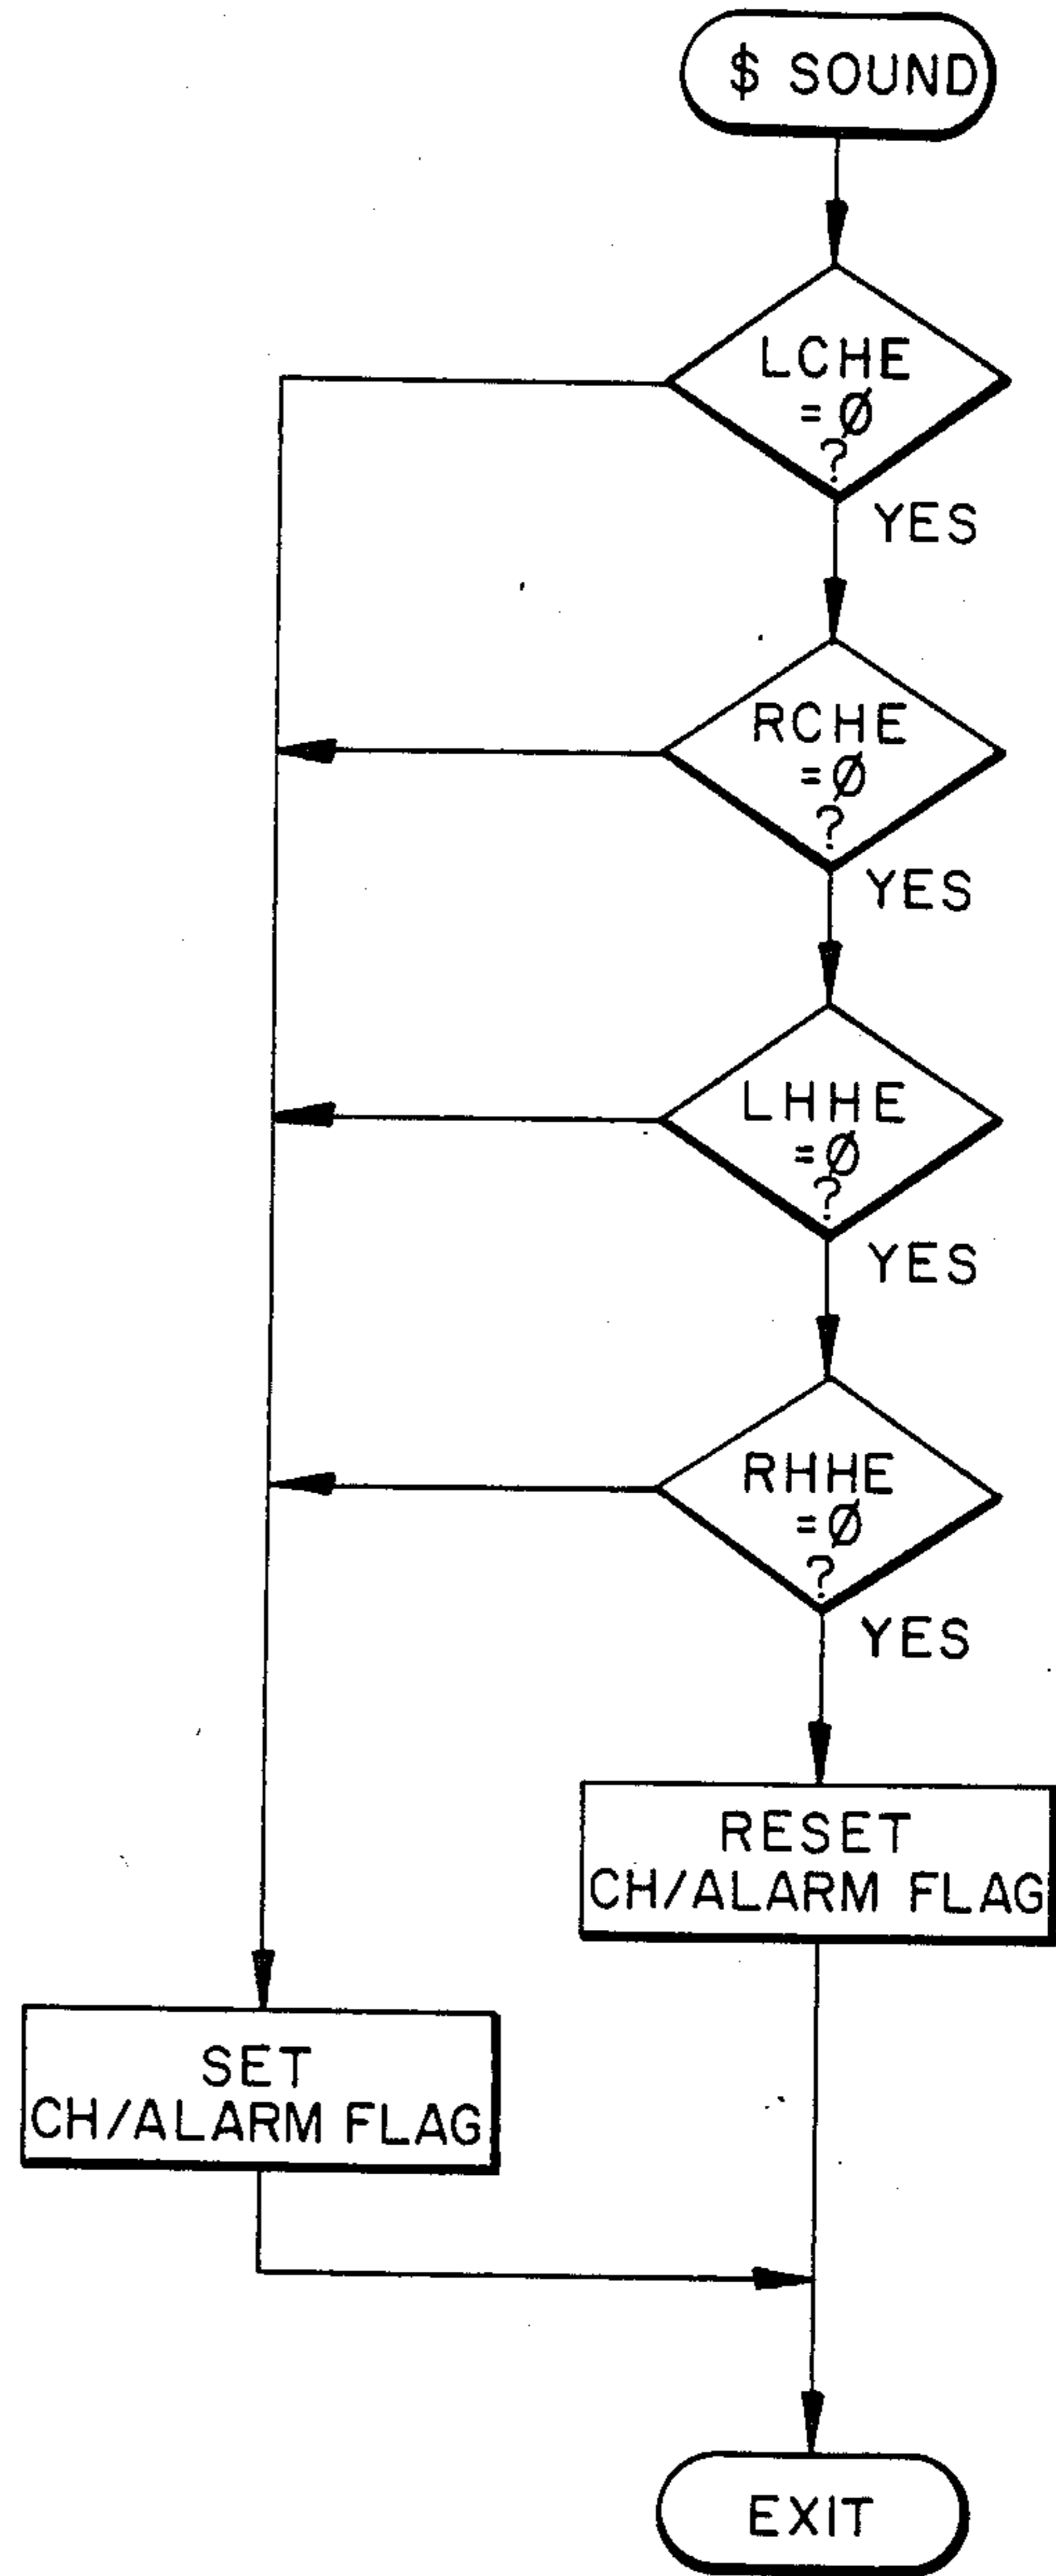 $ SOUND
LCHE
=Ø
?
YES
RCHE
=Ø
?
YES
LHHE
=Ø
?
YES
RHHE
=Ø
?
YES
RESET
CH/ALARM FLAG
SET
CH/ALARM FLAG
EXIT